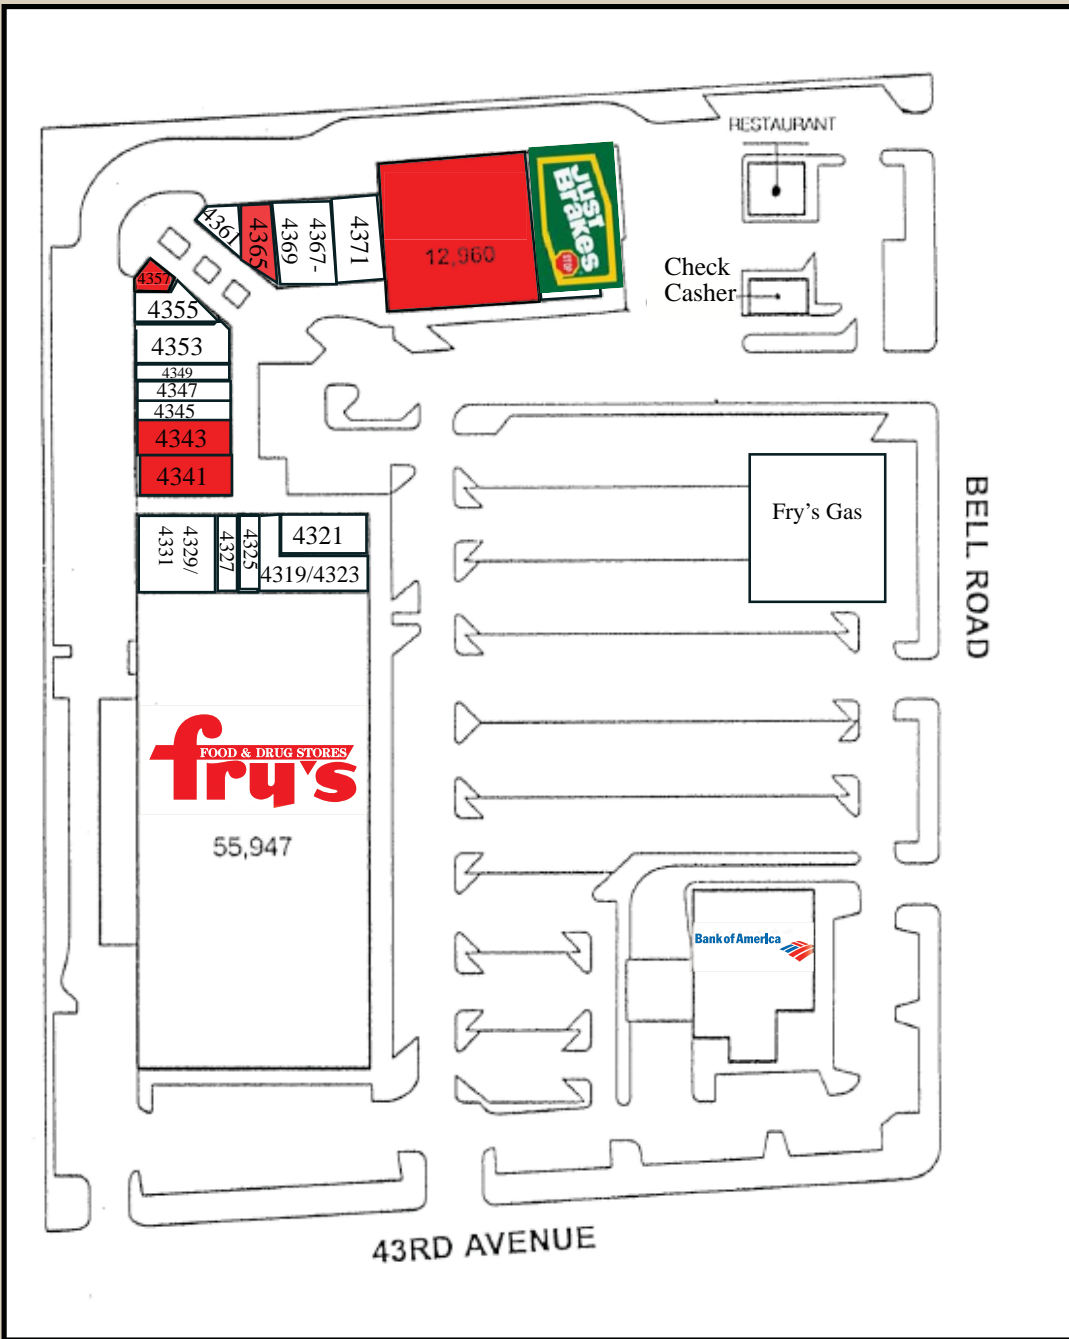 RESTAURANT
Just
Brakes
STOP
12,960
4371
4367-
4369
4365
4361
Check
Casher
4357
4355
4353
4349
4347
4345
4343
4341
Fry's Gas
BELL ROAD
4329/
4331
4327
4325
4321
4319/4323
FOOD & DRUG STORES
fry's
55,947
Bank of America
43RD AVENUE